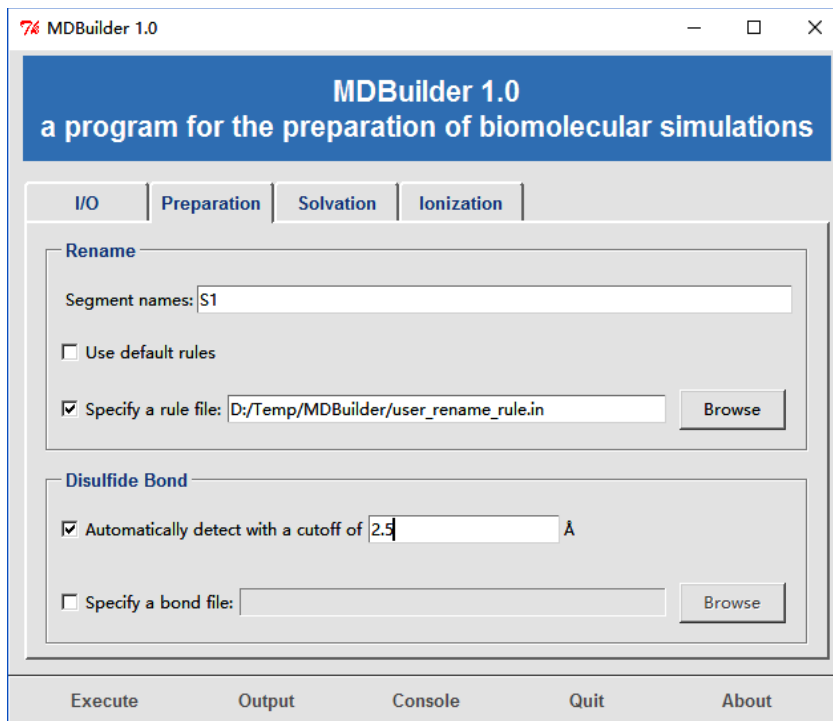 MDBuilder 1.0
MDBuilder 1.0
a program for the preparation of biomolecular simulations
I/O Preparation Solvation Ionization
Rename
Segment names: S1
Use default rules
Specify a rule file: D:/Temp/MDBuilder/user_rename_rule.in Browse
Disulfide Bond
Automatically detect with a cutoff of 2.5 Å
Specify a bond file: Browse
Execute Output Console Quit About